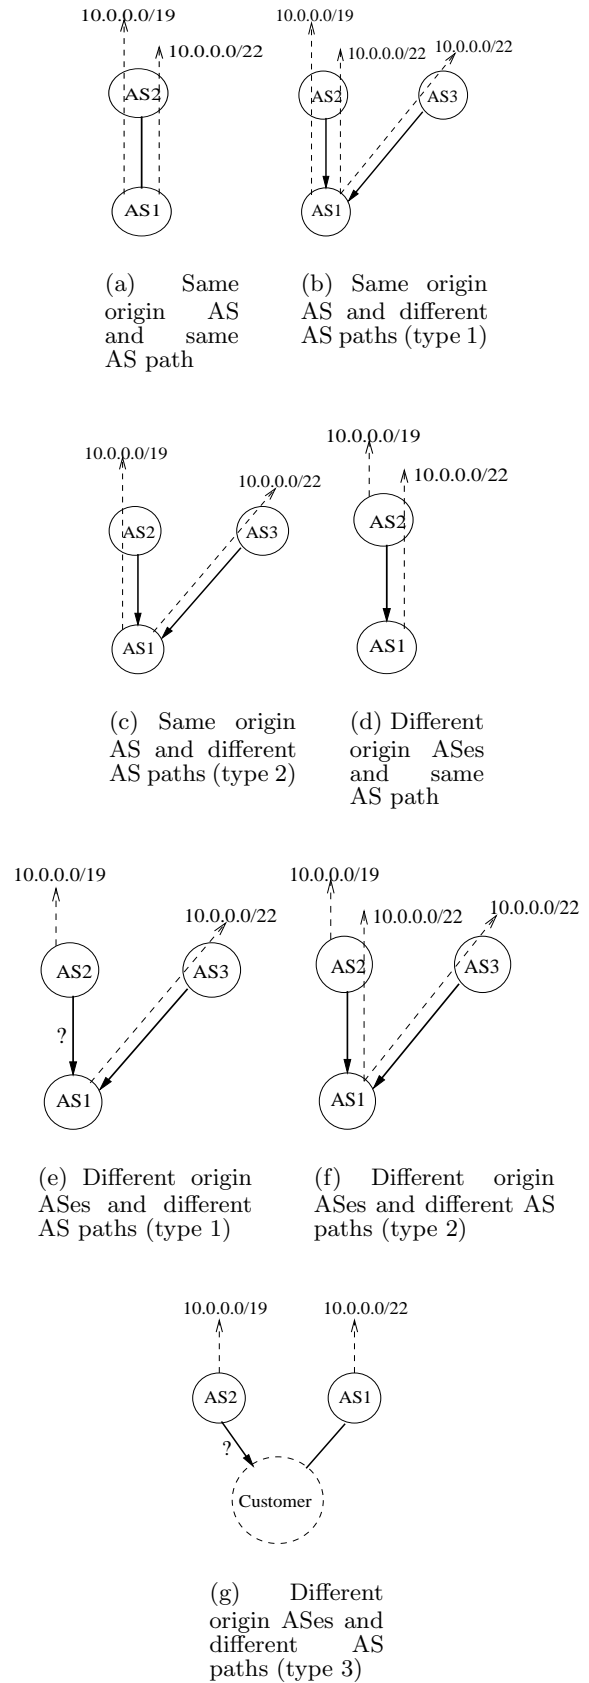 10.0.0.0/19
10.0.0.0/22
AS2
AS1
10.0.0.0/19
10.0.0.0/22
10.0.0.0/22
AS2
AS3
AS1
(a) Same
origin AS
and same
AS path
(b) Same origin
AS and different
AS paths (type 1)
10.0.0.0/19
10.0.0.0/22
AS2
AS3
AS1
10.0.0.0/19
10.0.0.0/22
AS2
AS1
(c) Same origin
AS and different
AS paths (type 2)
(d) Different
origin ASes
and same
AS path
10.0.0.0/19
10.0.0.0/22
AS2
AS3
?
AS1
10.0.0.0/19
10.0.0.0/22
10.0.0.0/22
AS2
AS3
AS1
(e) Different origin
ASes and different
AS paths (type 1)
(f) Different origin
ASes and different AS
paths (type 2)
10.0.0.0/19
10.0.0.0/22
AS2
AS1
?
Customer
(g) Different
origin ASes and
different AS
paths (type 3)